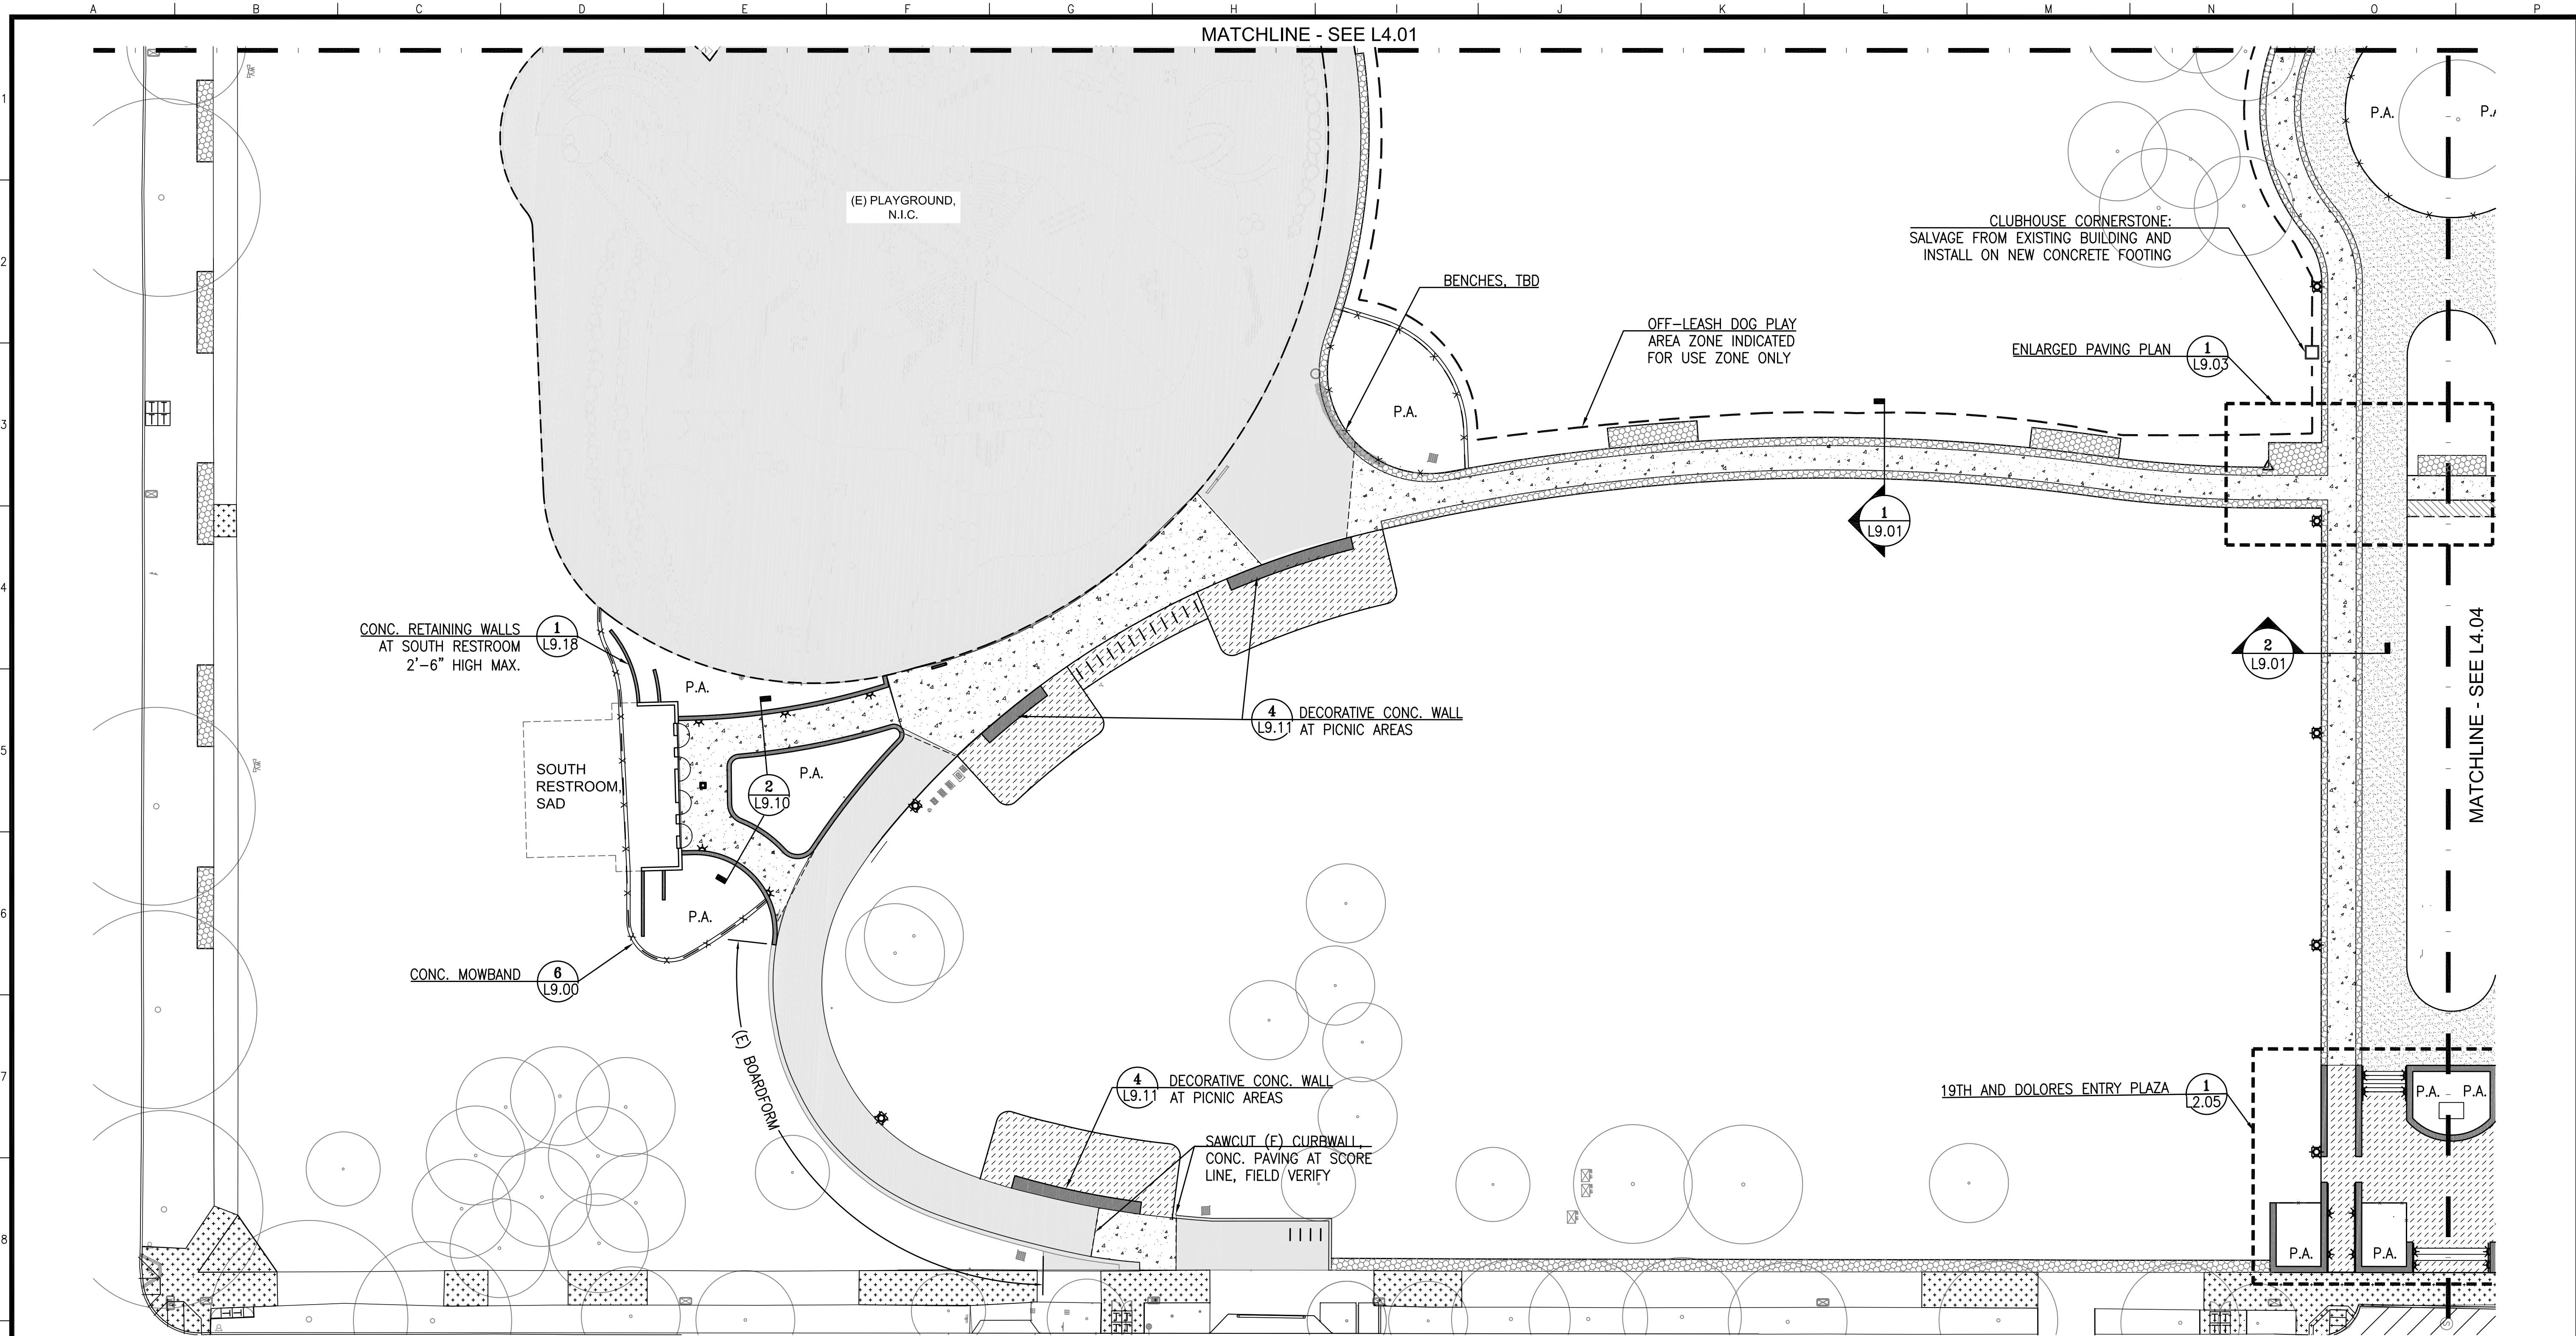 A B C D E F G H I J K L M N O P
MATCHLINE - SEE L4.01
1
2
3
4
5
6
7
8
(E) PLAYGROUND,
N.I.C.
P.A.
CLUBHOUSE CORNERSTONE:
SALVAGE FROM EXISTING BUILDING AND
INSTALL ON NEW CONCRETE FOOTING
BENCHES, TBD
OFF-LEASH DOG PLAY
AREA ZONE INDICATED
FOR USE ZONE ONLY
ENLARGED PAVING PLAN
1
L9.03
P.A.
1
L9.01
CONC. RETAINING WALLS
AT SOUTH RESTROOM
2'-6" HIGH MAX.
1
L9.18
2
L9.01
MATCHLINE - SEE L4.04
P.A.
4
L9.11
DECORATIVE CONC. WALL
AT PICNIC AREAS
SOUTH
RESTROOM,
SAD
P.A.
2
L9.10
P.A.
CONC. MOWBAND
6
L9.00
(E) BOARDFORM
4
L9.11
DECORATIVE CONC. WALL
AT PICNIC AREAS
SAWCUT (E) CURBWALL,
CONC. PAVING AT SCORE
LINE, FIELD VERIFY
19TH AND DOLORES ENTRY PLAZA
1
L2.05
P.A. P.A.
P.A. P.A.